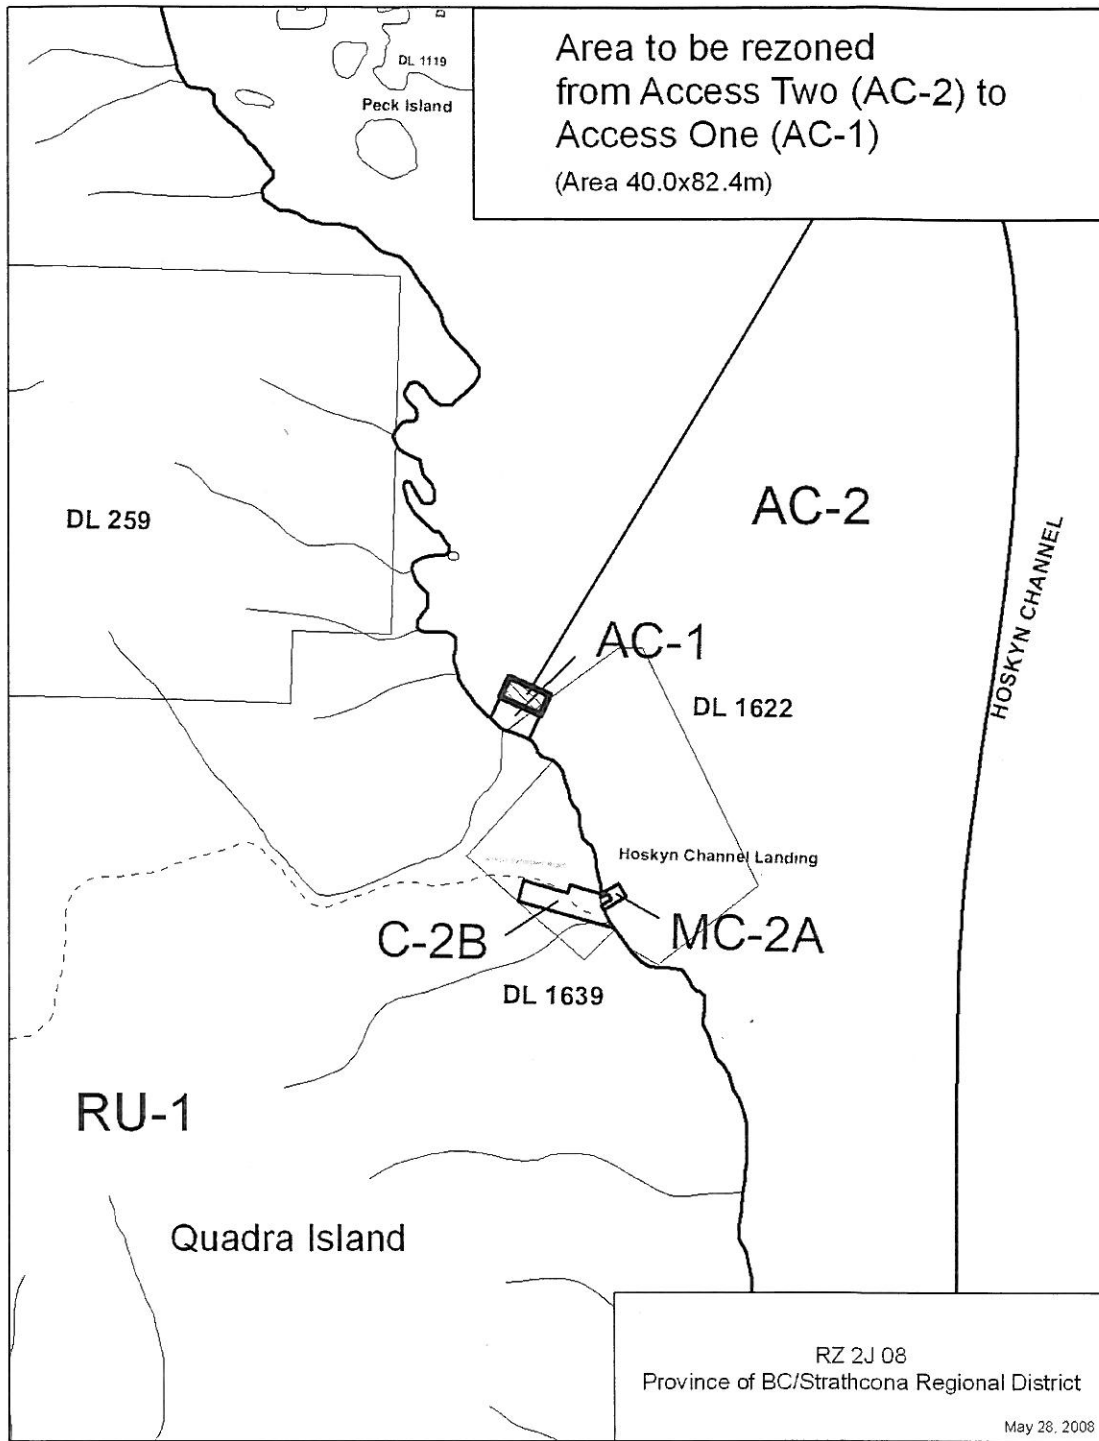 Area to be rezoned
from Access Two (AC-2) to
Access One (AC-1)
(Area 40.0x82.4m)
DL 1119
Peck Island
AC-2
DL 259
HOSKYN CHANNEL
AC-1
DL 1622
Hoskyn Channel Landing
C-2B
MC-2A
DL 1639
RU-1
Quadra Island
RZ 2J 08
Province of BC/Strathcona Regional District
May 28, 2008